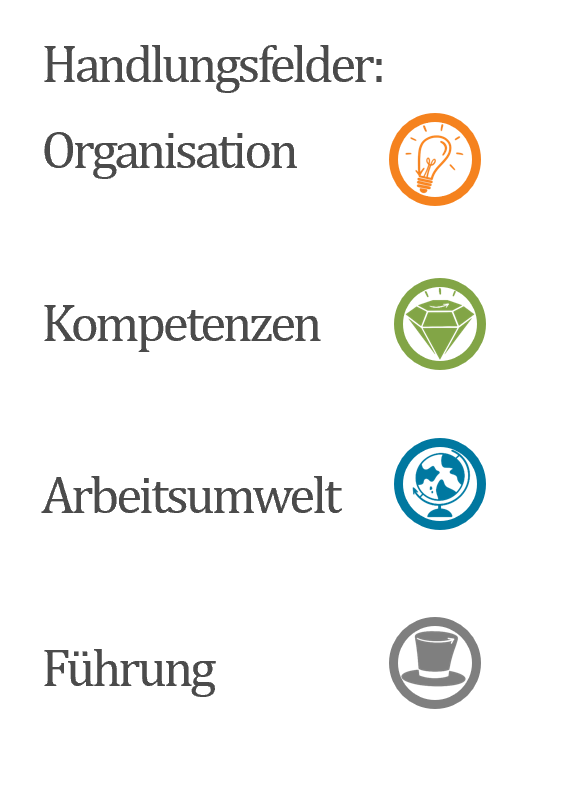 Handlungsfelder:
Organisation
Kompetenzen
Arbeitsumwelt
Führung